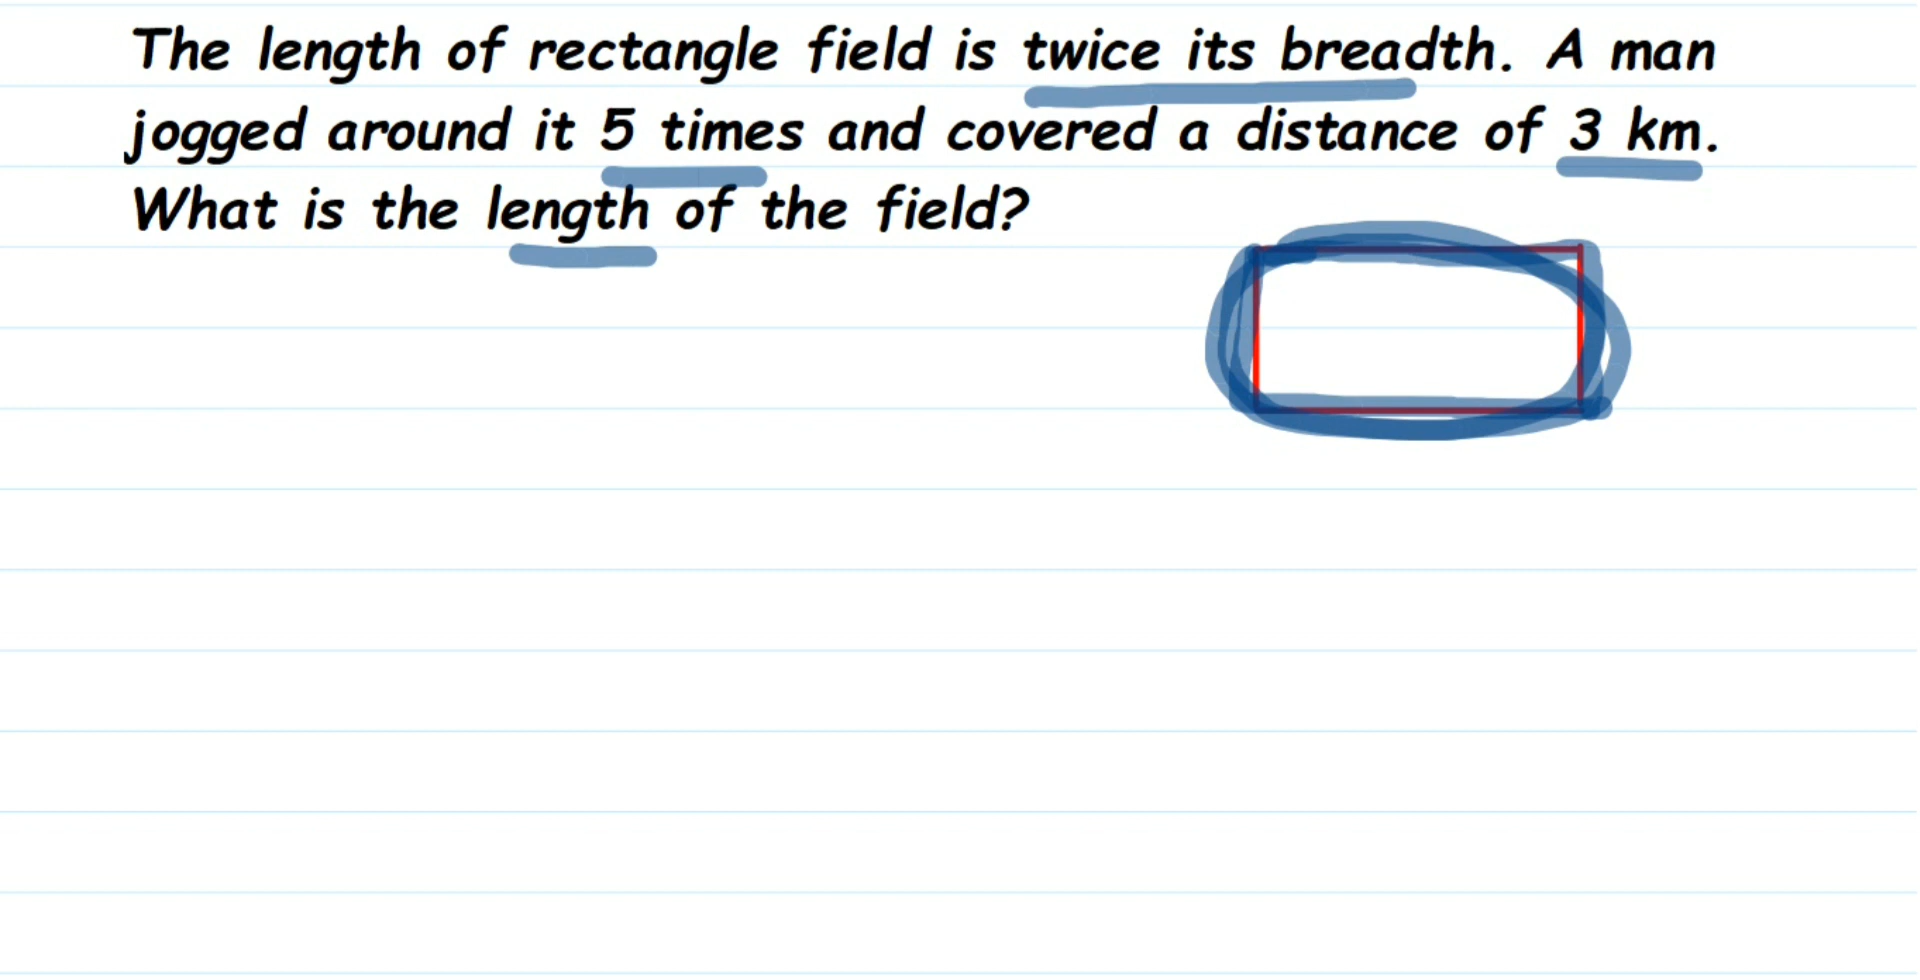 The length of rectangle field is twice its breadth. A man
jogged around it 5 times and covered a distance of 3 km.
What is the length of the field?